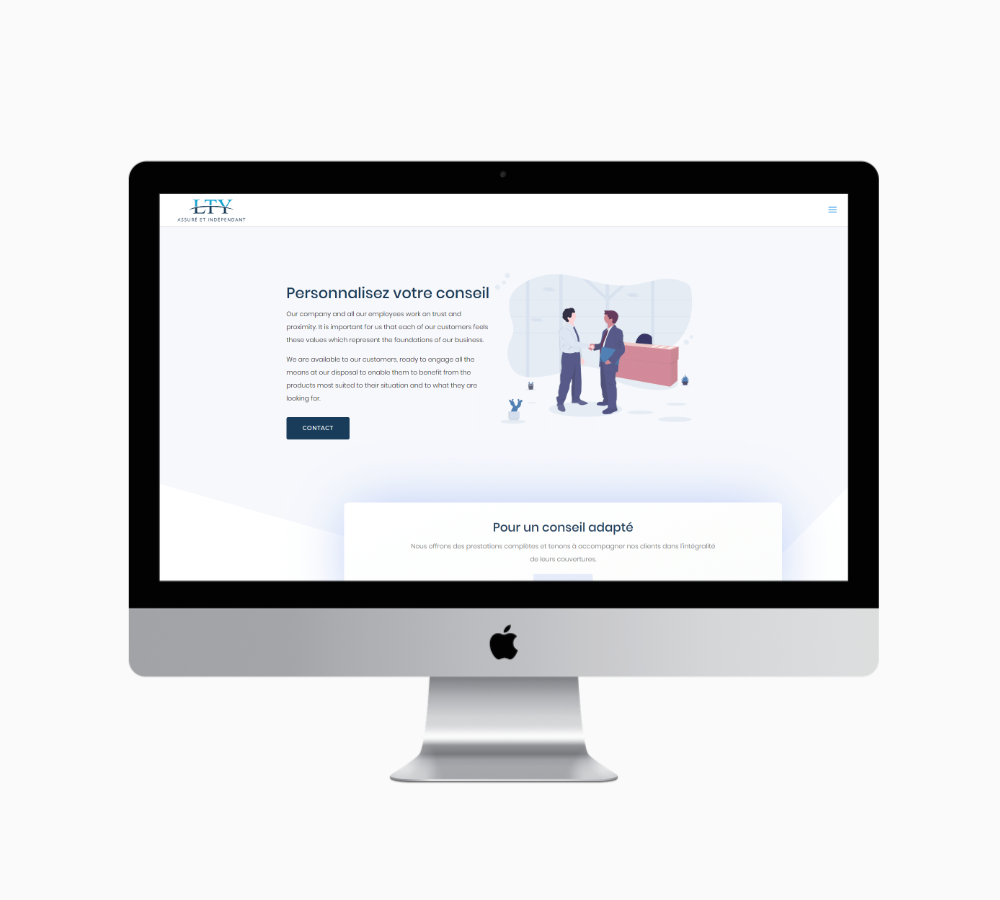 LTY
ASSURÉ ET INDÉPENDANT
Personnalisez votre conseil
Our company and all our employees work on trust and
proximity. It is important for us that each of our customers feels
these values which represent the foundations of our business.
We are available to our customers, ready to engage all the
means at our disposal to enable them to benefit from the
products most suited to their situation and to what they are
looking for.
CONTACT
Pour un conseil adapté
Nous offrons des prestations complètes et tenons à accompagner nos clients dans l'intégralité
de leurs couvertures.